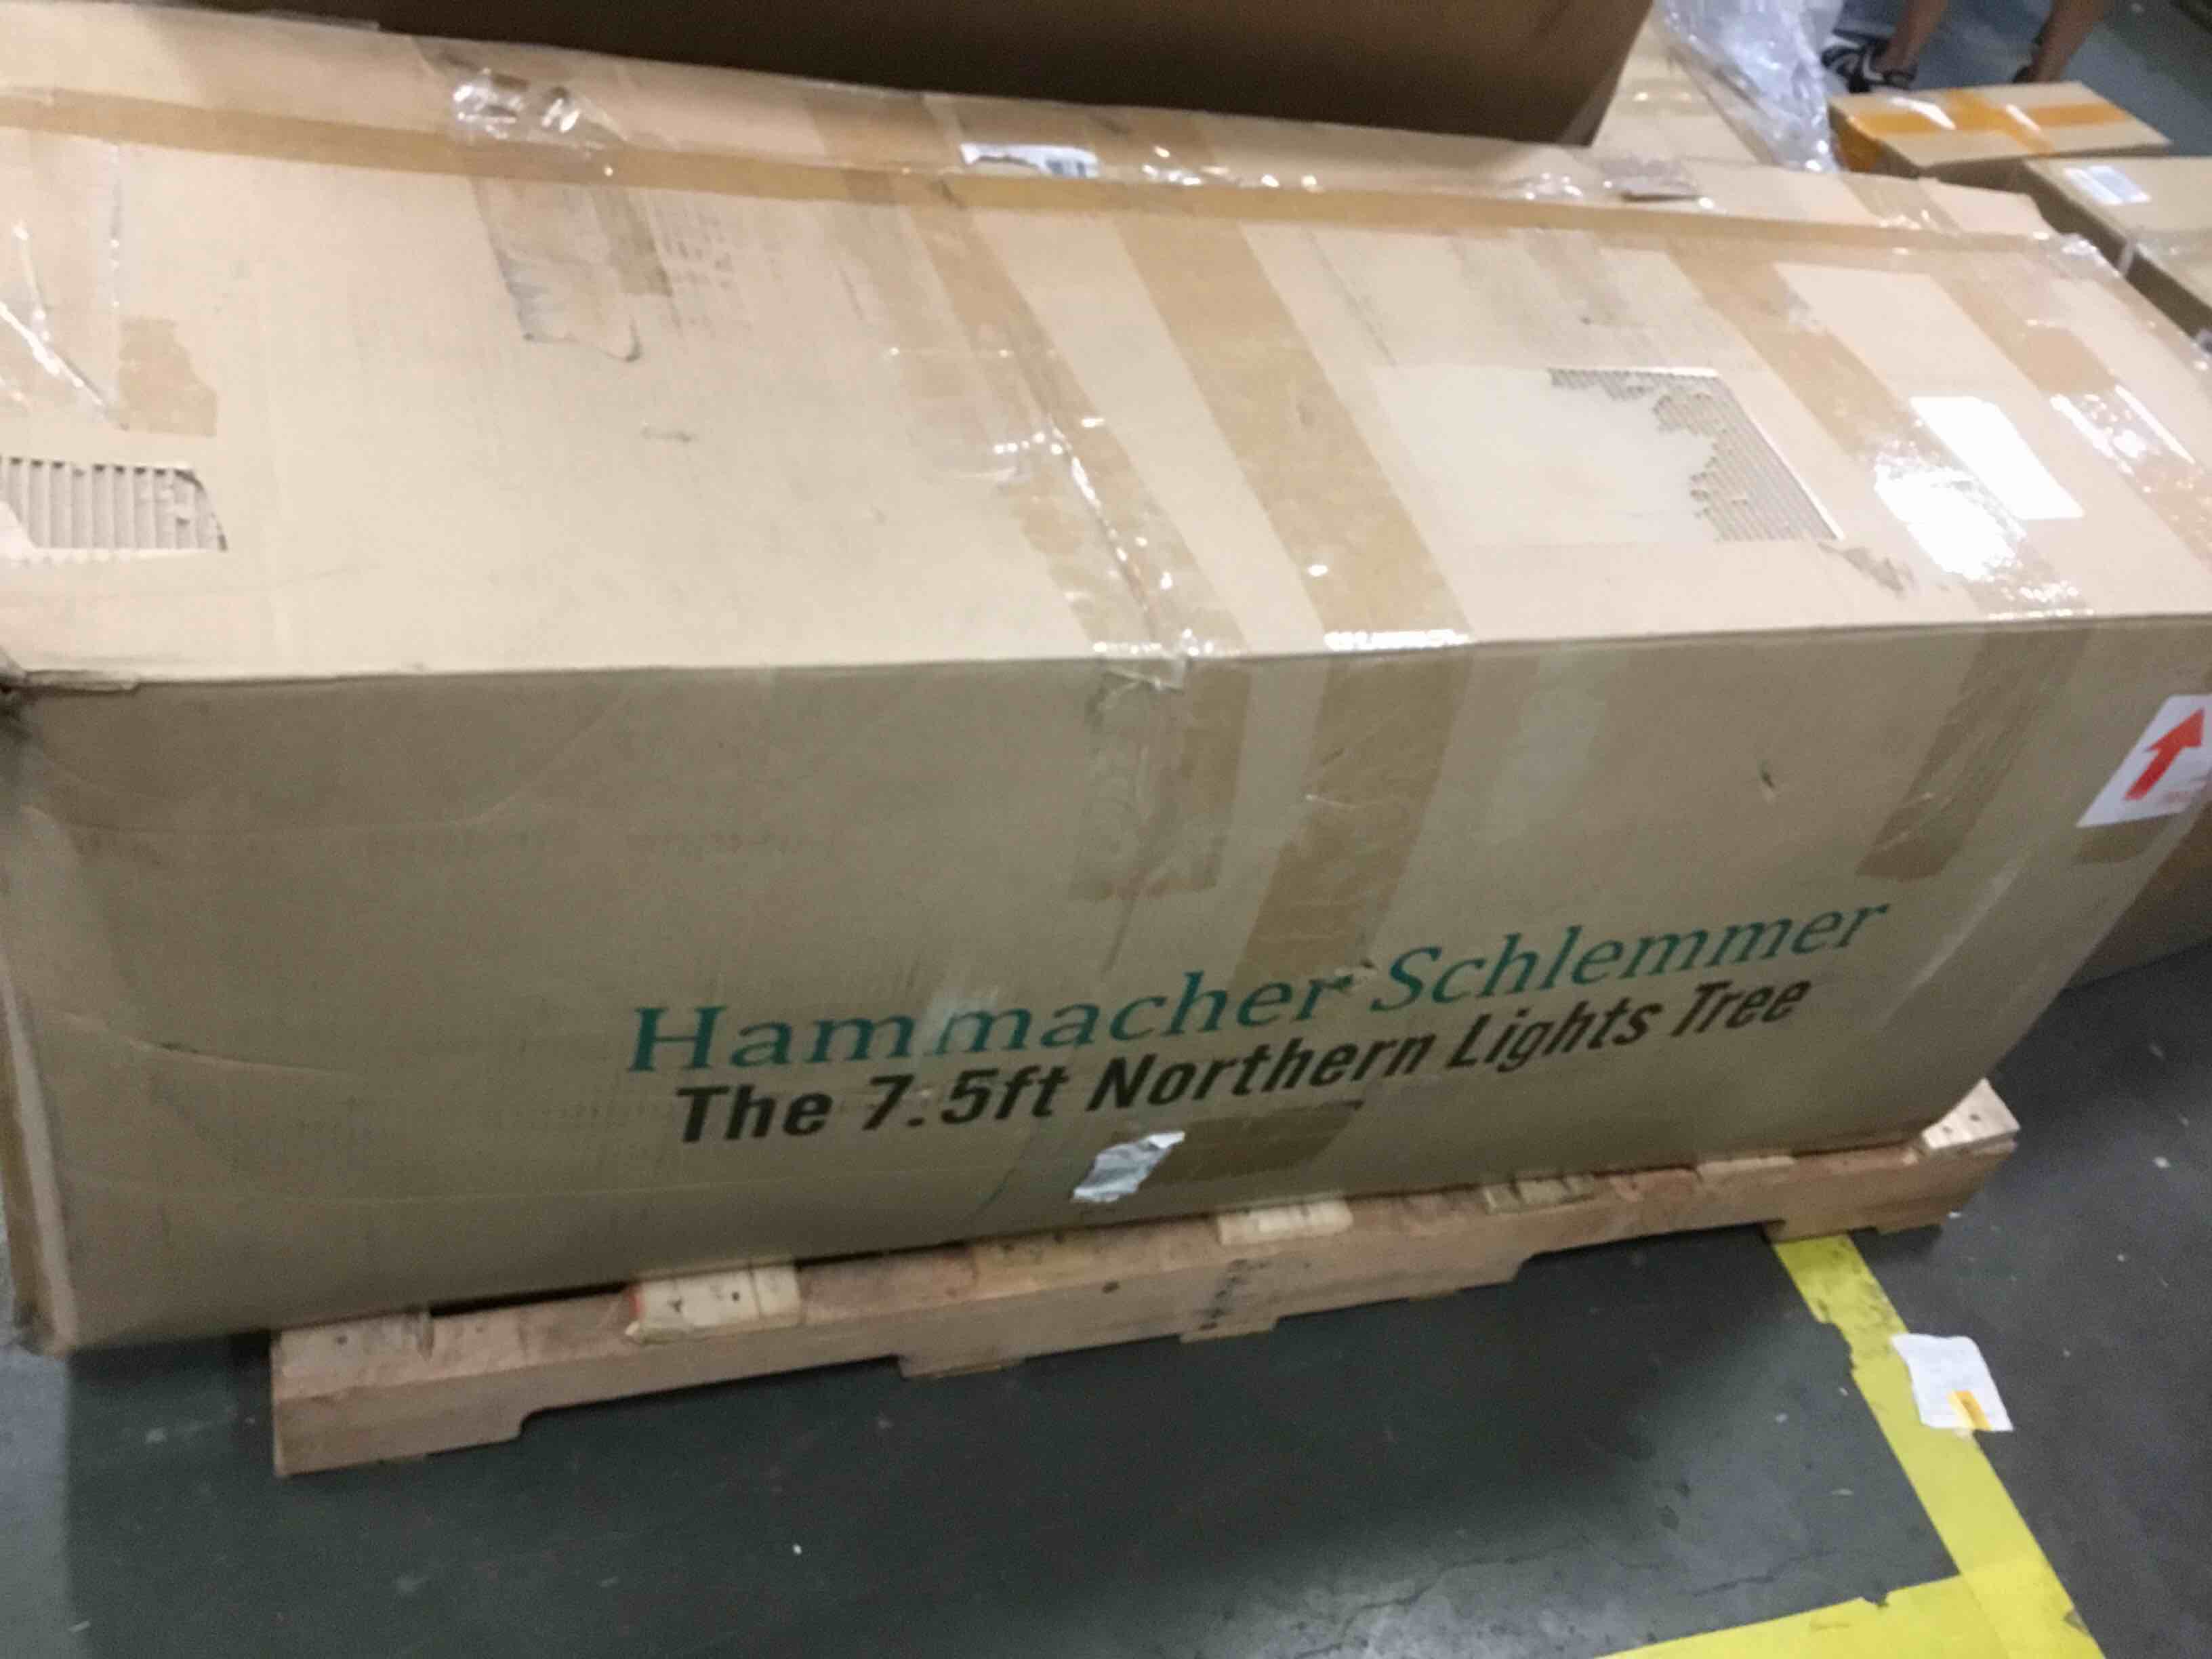 Hammacher Schlemmer
The 7.5ft Northern Lights Tree